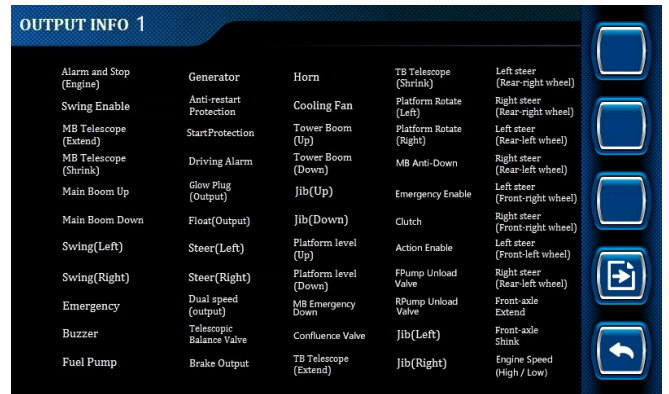 OUTPUT INFO 1
Alarm and Stop
(Engine)
Swing Enable
MB Telescope
(Extend)
MB Telescope
(Shrink)
Main Boom Up
Main Boom Down
Swing(Left)
Swing(Right)
Emergency
Buzzer
Fuel Pump
Generator
Anti-restart
Protection
StartProtection
Driving Alarm
Glow Plug
(Output)
Float(Output)
Steer(Left)
Steer(Right)
Dual speed
(output)
Telescopic
Balance Valve
Brake Output
Horn
Cooling Fan
Tower Boom
(Up)
Tower Boom
(Down)
Jib(Up)
Jib(Down)
Platform level
(Up)
Platform level
(Down)
MB Emergency
Down
Confluence Valve
TB Telescope
(Extend)
TB Telescope
(Shrink)
Platform Rotate
(Left)
Platform Rotate
(Right)
MB Anti-Down
Emergency Enable
Clutch
Action Enable
FPump Unload
Valve
RPump Unload
Valve
Jib(Left)
Jib(Right)
Left steer
(Rear-right wheel)
Right steer
(Rear-right wheel)
Left steer
(Rear-left wheel)
Right steer
(Rear-left wheel)
Left steer
(Front-right wheel)
Right steer
(Front-right wheel)
Left steer
(Front-left wheel)
Right steer
(Rear-left wheel)
Front-axle
Extend
Front-axle
Shink
Engine Speed
(High / Low)